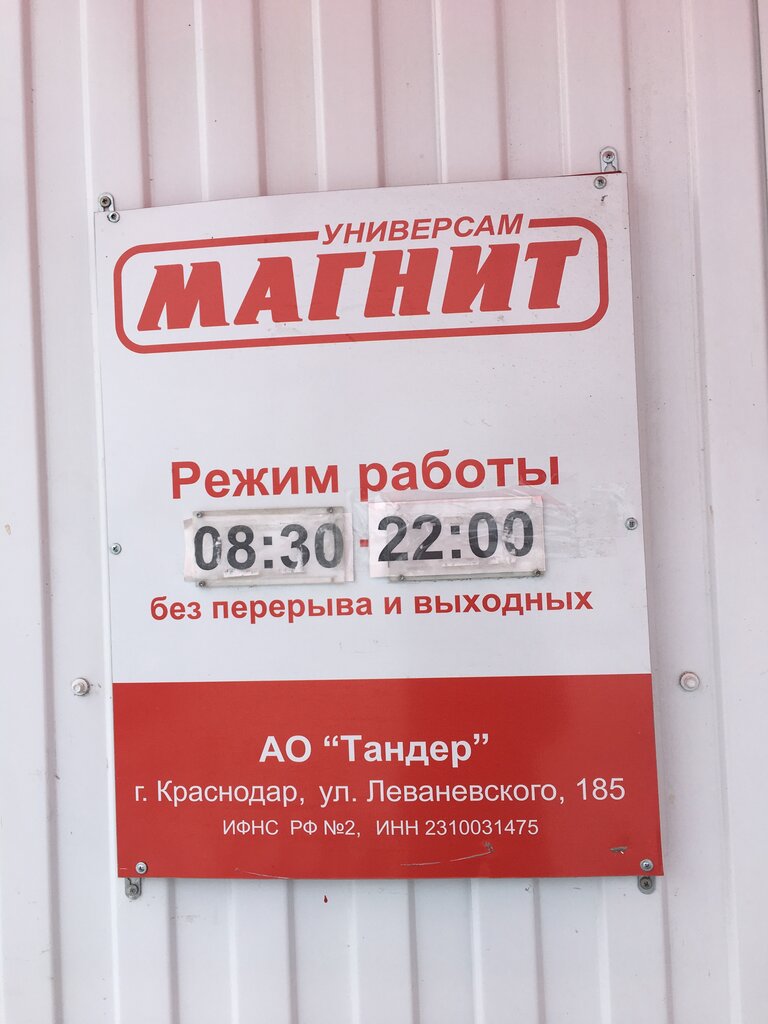 УНИВЕРСАМ
МАГНИТ
Режим работы
08:30 - 22:00
без перерыва и выходных
АО “Тандер”
г. Краснодар, ул. Леваневского, 185
ИФНС РФ №2, ИНН 2310031475